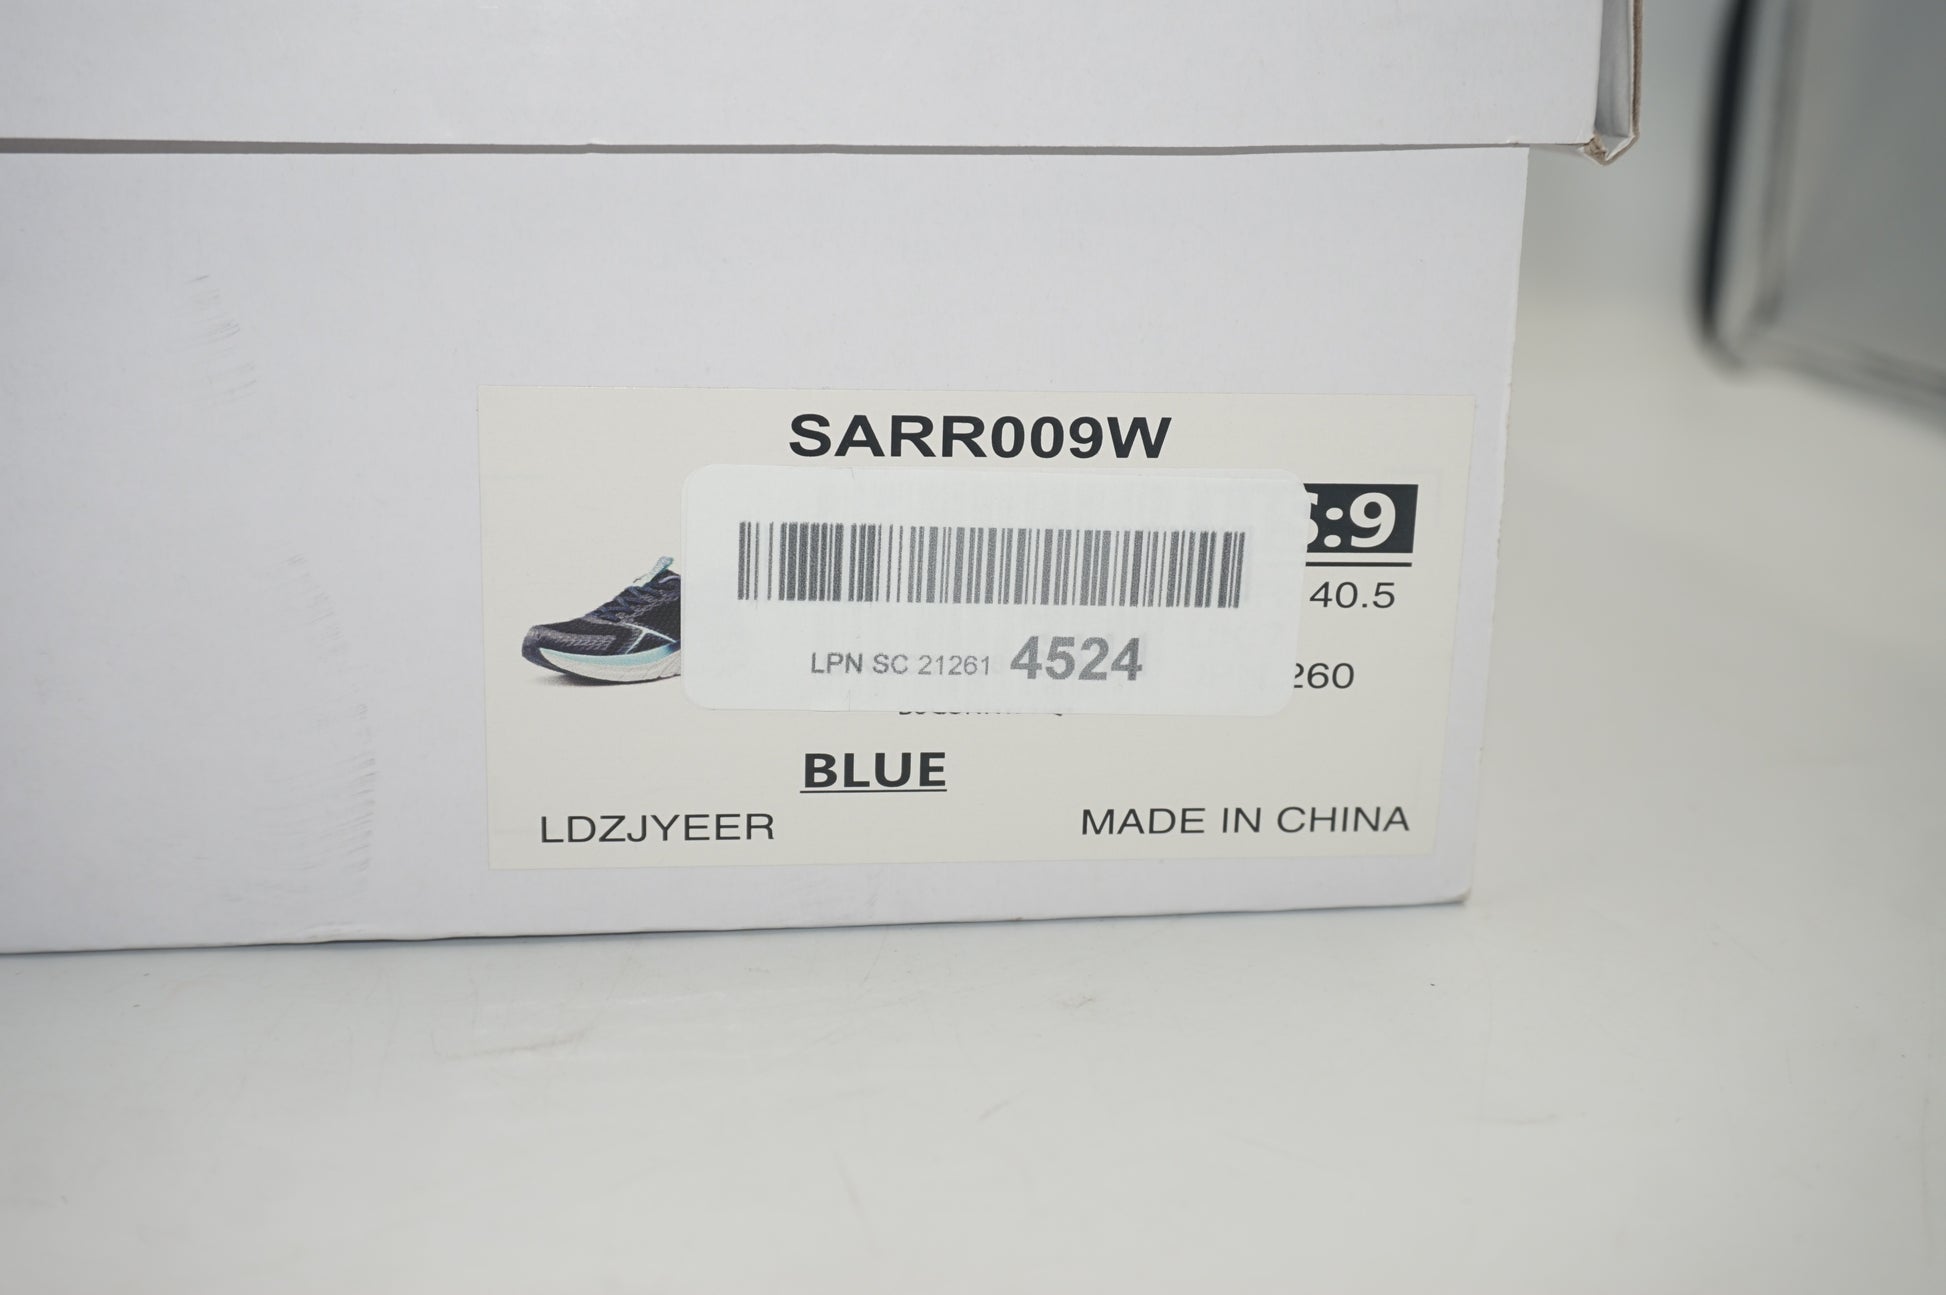 SARR009W
:9
40.5
LPN SC 21261 4524
260
BLUE
LDZJYEER
MADE IN CHINA